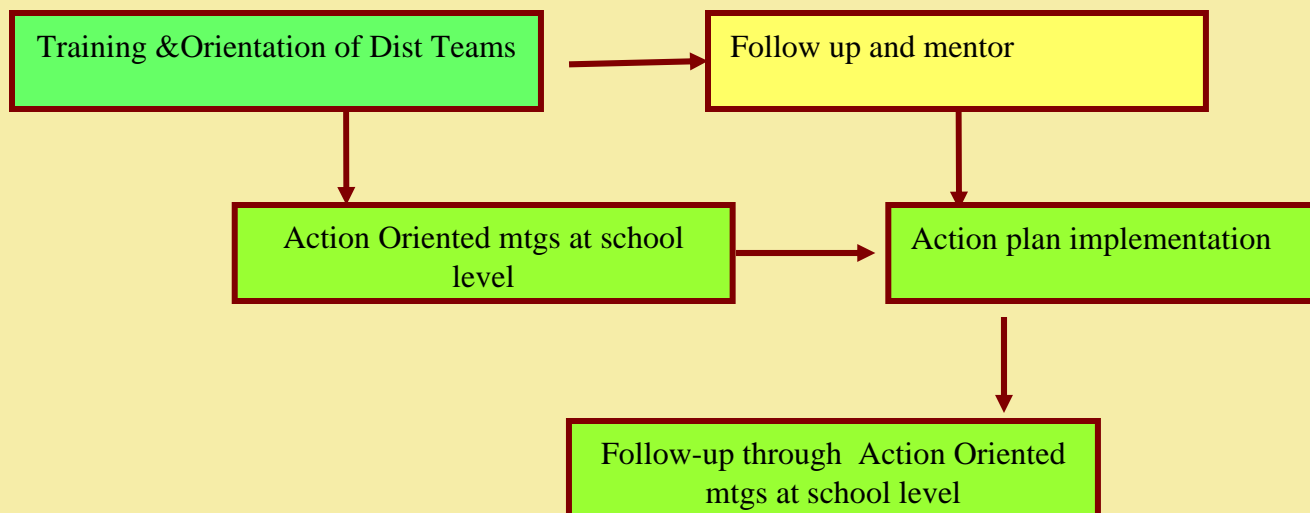 Training &Orientation of Dist Teams
Follow up and mentor
Action Oriented mtgs at school
level
Action plan implementation
Follow-up through Action Oriented
mtgs at school level